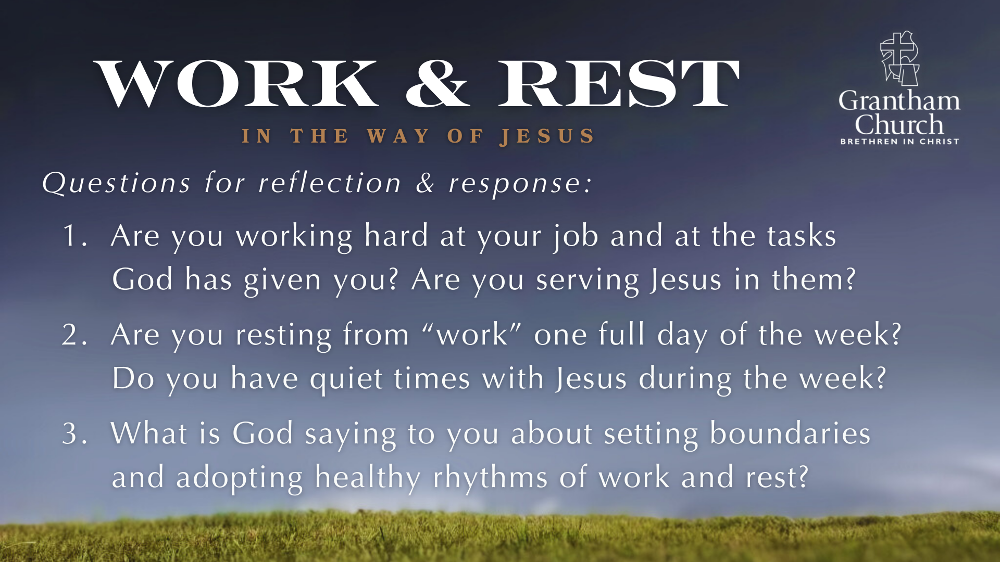 WORK & REST
IN THE WAY OF JESUS
Grantham
Church
BRETHREN IN CHRIST
Questions for reflection & response:
1. Are you working hard at your job and at the tasks
God has given you? Are you serving Jesus in them?
2. Are you resting from “work” one full day of the week?
Do you have quiet times with Jesus during the week?
3. What is God saying to you about setting boundaries
and adopting healthy rhythms of work and rest?